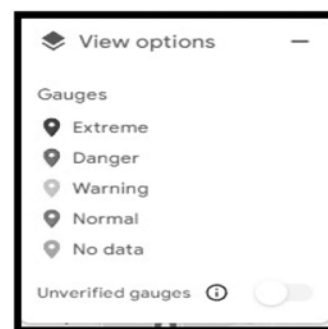 View options
Gauges
Extreme
Danger
Warning
Normal
No data
Unverified gauges